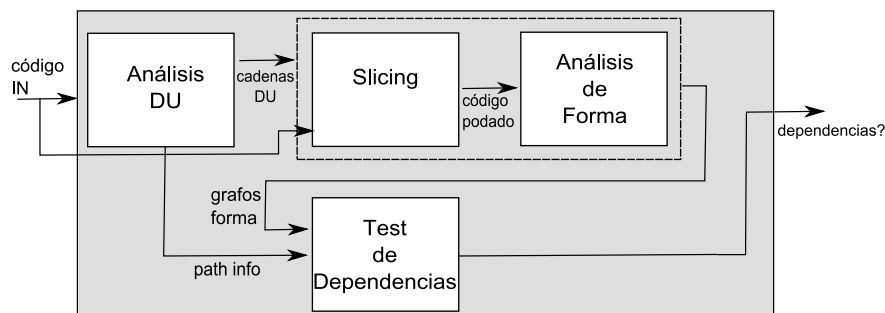 código
IN
Análisis
DU
cadenas
DU
Slicing
código
podado
Análisis
de
Forma
dependencias?
grafos
forma
path info
Test
de
Dependencias